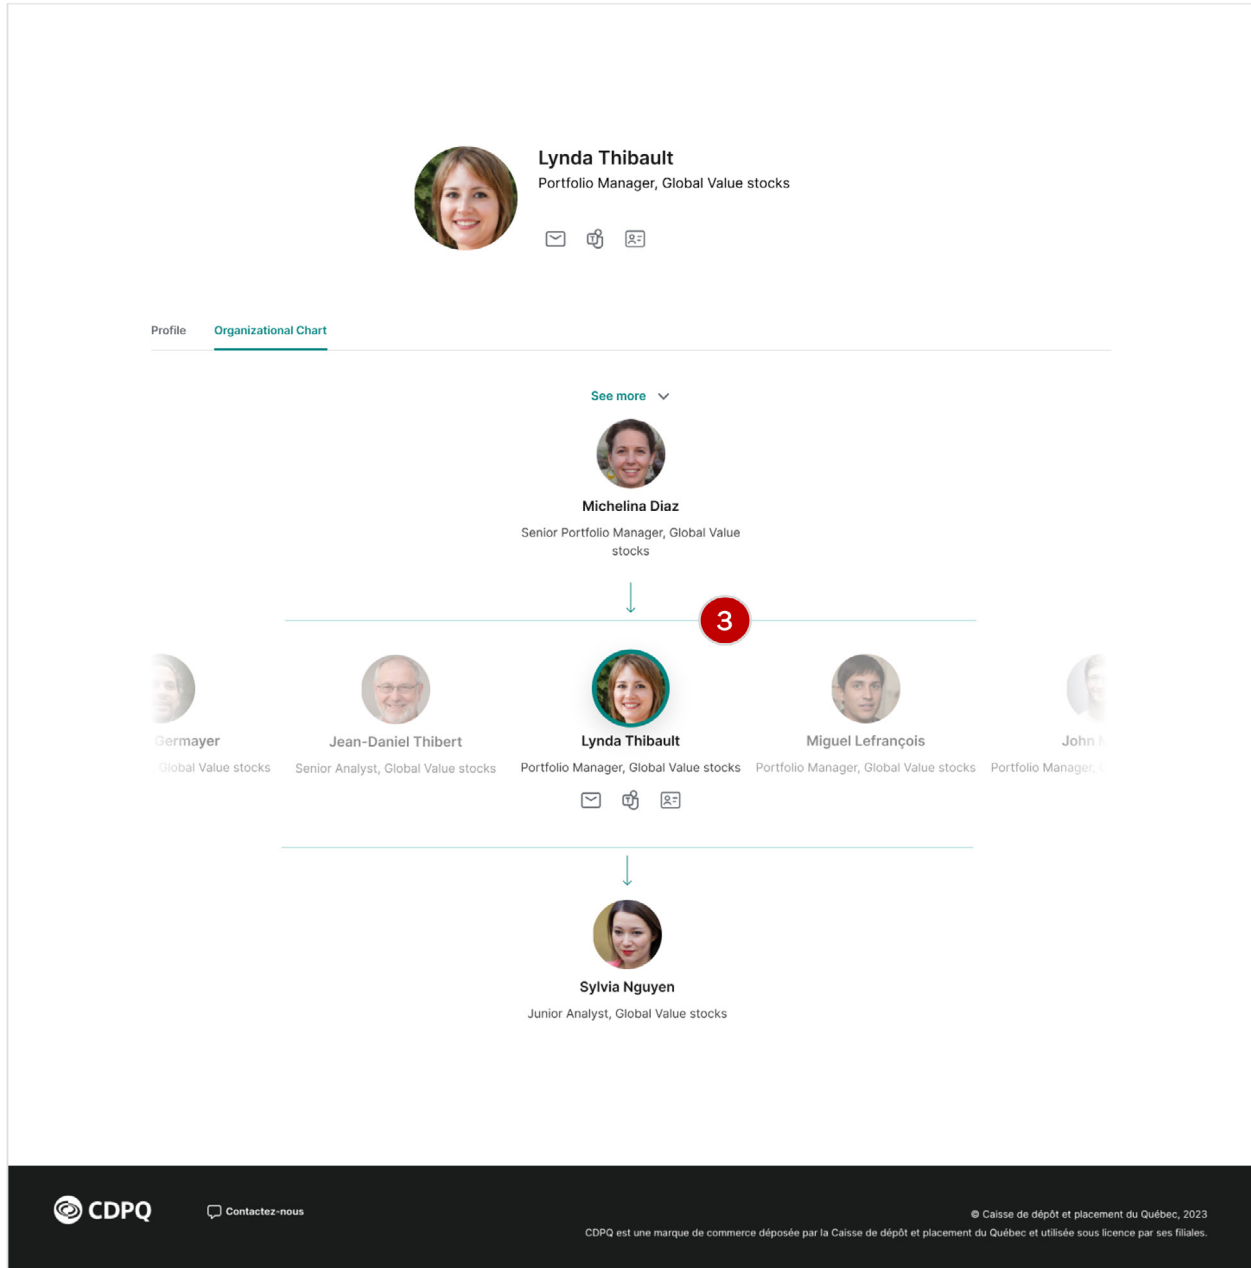 Lynda Thibault
Portfolio Manager, Global Value stocks
Profile Organizational Chart
See more
Michelina Diaz
Senior Portfolio Manager, Global Value
stocks
3
Germayer Jean-Daniel Thibert Lynda Thibault Miguel Lefrançois John
Global Value stocks Senior Analyst, Global Value stocks Portfolio Manager, Global Value stocks Portfolio Manager, Global Value stocks Portfolio Manager,
Sylvia Nguyen
Junior Analyst, Global Value stocks
CDPQ Contactez-nous
© Caisse de dépôt et placement du Québec, 2023
CDPQ est une marque de commerce déposée par la Caisse de dépôt et placement du Québec et utilisée sous licence par ses filiales.